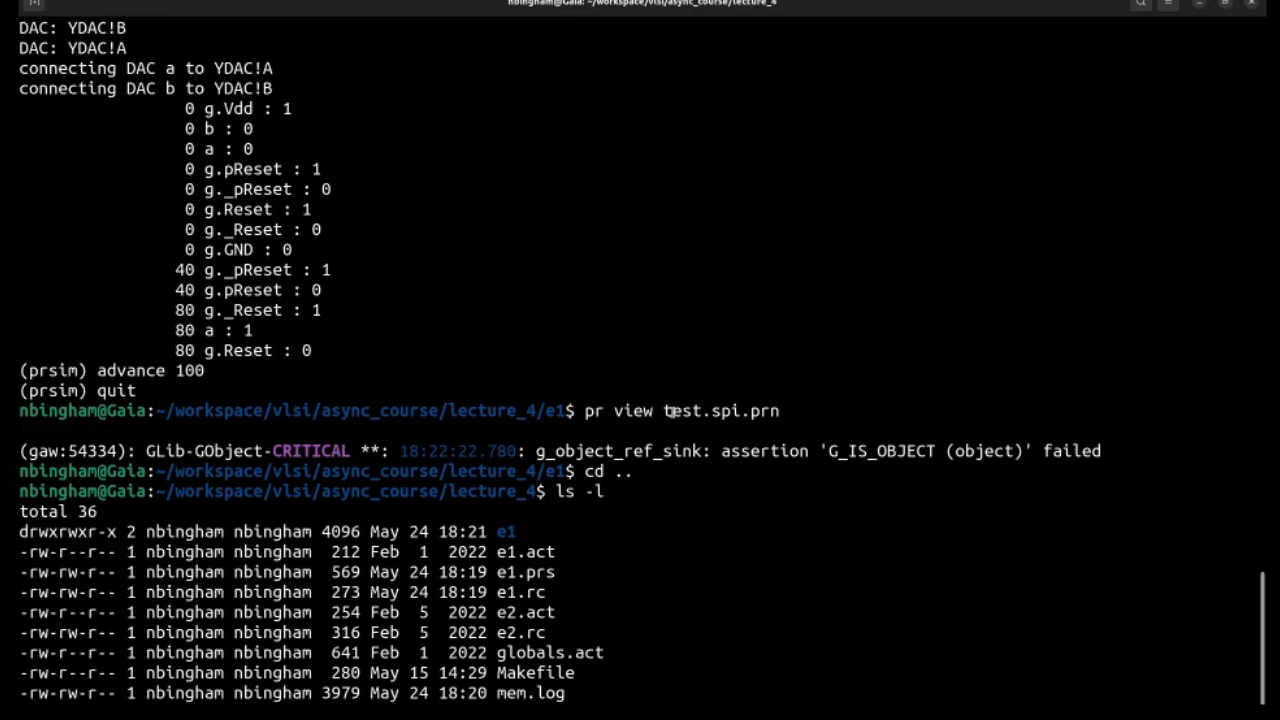 nbingham@Gaia: ~/workspace/vlsi/async_course/lecture_4
DAC: YDAC!B
DAC: YDAC!A
connecting DAC a to YDAC!A
connecting DAC b to YDAC!B
0 g.Vdd : 1
0 b : 0
0 a : 0
0 g.pReset : 1
0 g._pReset : 0
0 g.Reset : 1
0 g._Reset : 0
0 g.GND : 0
40 g._pReset : 1
40 g.pReset : 0
80 g._Reset : 1
80 a : 1
80 g.Reset : 0
(prsim) advance 100
(prsim) quit
nbingham@Gaia:~/workspace/vlsi/async_course/lecture_4/e1$ pr view test.spi.prn
(gaw:54334): GLib-GObject-CRITICAL **: 18:22:22.780: g_object_ref_sink: assertion 'G_IS_OBJECT (object)' failed
nbingham@Gaia:~/workspace/vlsi/async_course/lecture_4/e1$ cd ..
nbingham@Gaia:~/workspace/vlsi/async_course/lecture_4$ ls -l
total 36
drwxrwxr-x 2 nbingham nbingham 4096 May 24 18:21 e1
-rw-r--r-- 1 nbingham nbingham  212 Feb  1  2022 e1.act
-rw-rw-r-- 1 nbingham nbingham  569 May 24 18:19 e1.prs
-rw-rw-r-- 1 nbingham nbingham  273 May 24 18:19 e1.rc
-rw-rw-r-- 1 nbingham nbingham  254 Feb  5  2022 e2.act
-rw-rw-r-- 1 nbingham nbingham  316 Feb  5  2022 e2.rc
-rw-r--r-- 1 nbingham nbingham  641 Feb  1  2022 globals.act
-rw-rw-r-- 1 nbingham nbingham  280 May 15 14:29 Makefile
-rw-rw-r-- 1 nbingham nbingham 3979 May 24 18:20 mem.log